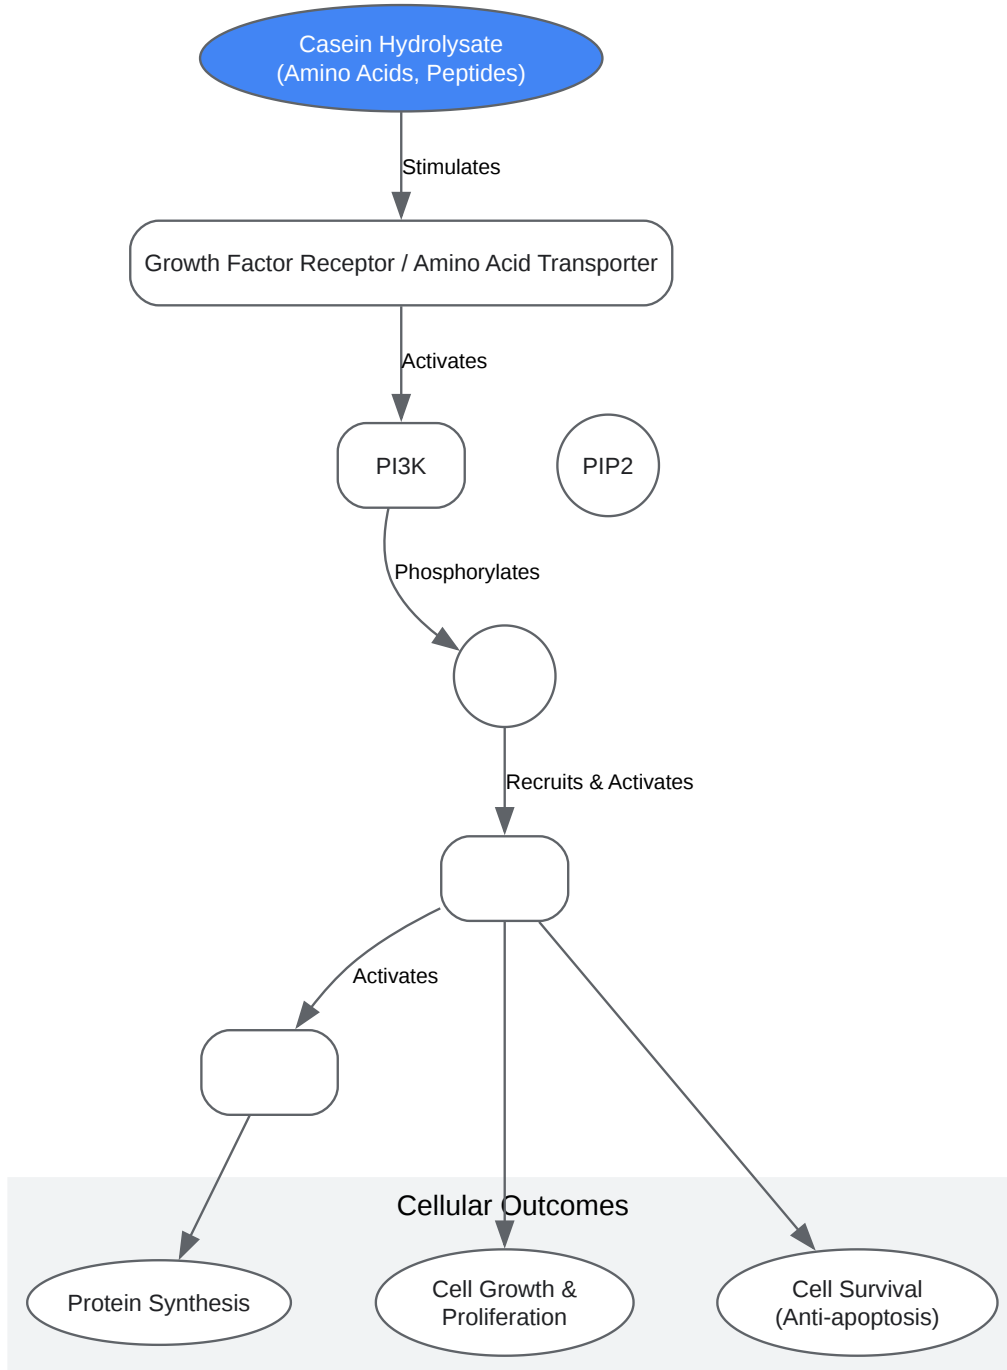 Casein Hydrolysate
(Amino Acids, Peptides)
Stimulates
Growth Factor Receptor / Amino Acid Transporter
Activates
PI3K
PIP2
Phosphorylates
Recruits & Activates
Activates
Cellular Outcomes
Protein Synthesis
Cell Growth &
Proliferation
Cell Survival
(Anti-apoptosis)